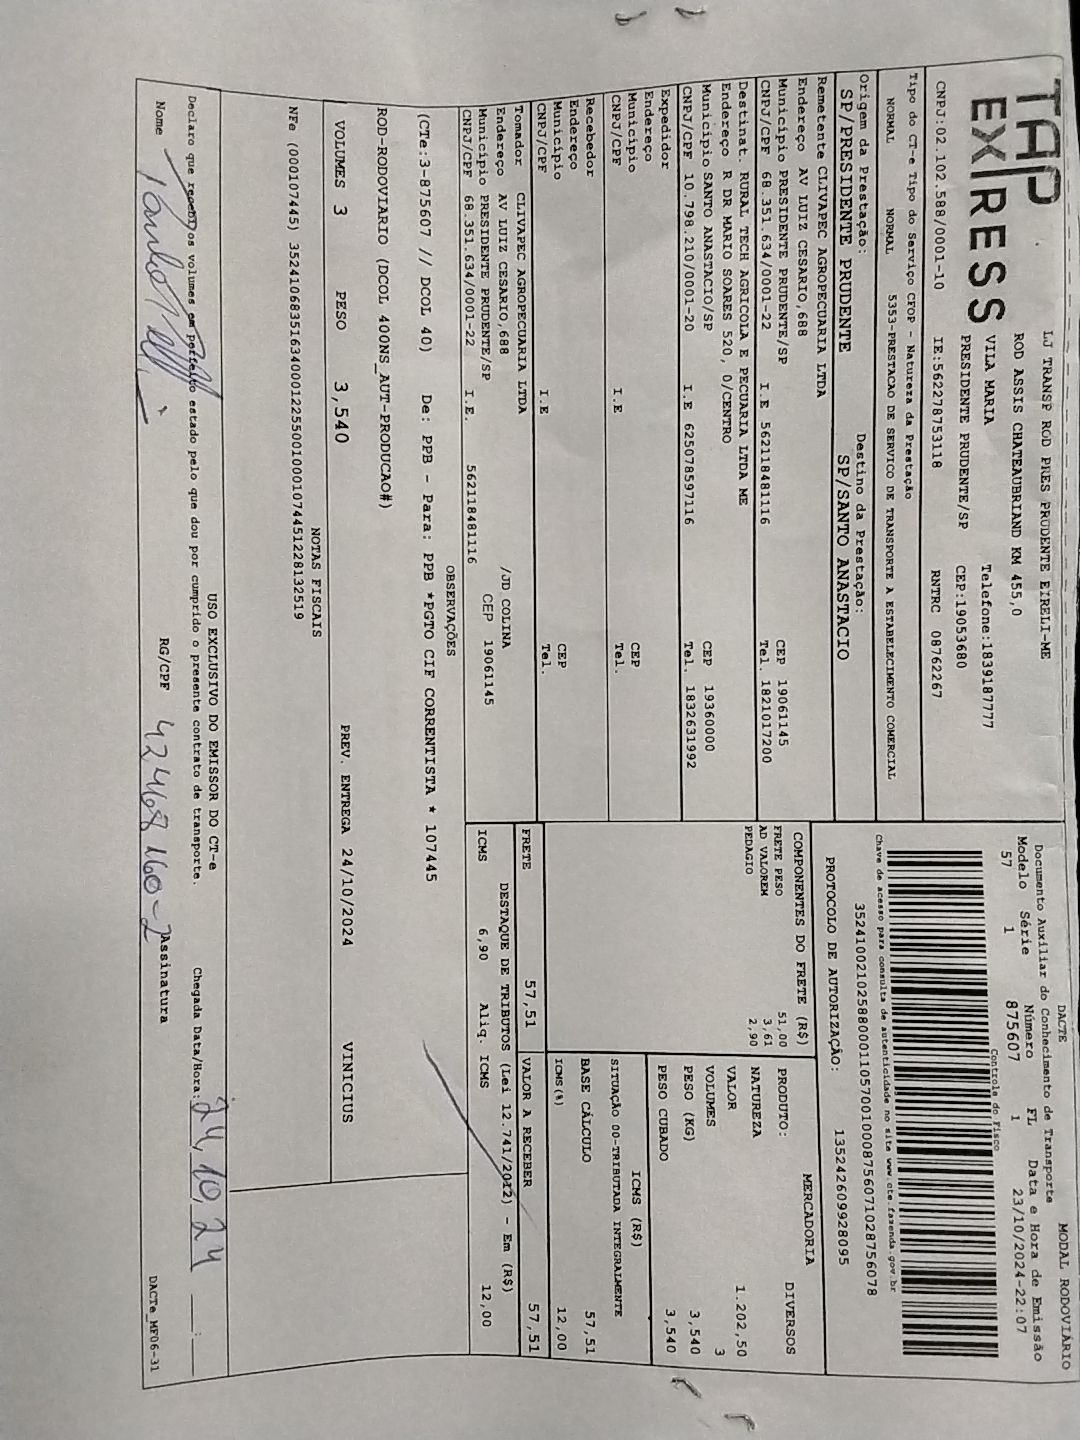 TAP
EX/RESS
LJ TRANSP ROD PRES PRUDENTE EIRELI-ME
ROD ASSIS CHATEAUBRIAND KM 455,0
VILA MARIA Telefone:1839187777
PRESIDENTE PRUDENTE/SP CEP:19053680
CNPJ:02.102.588/0001-10 IE:562278753118 RNTRC 08762267
Tipo do CT-e Tipo do Serviço CFOP - Natureza da Prestação
NORMAL NORMAL 5353-PRESTACAO DE SERVICO DE TRANSPORTE A ESTABELECIMENTO COMERCIAL
Origem da Prestação: Destino da Prestação:
SP/PRESIDENTE PRUDENTE SP/SANTO ANASTACIO
Remetente CLIVAPEC AGROPECUARIA LTDA
Endereço AV LUIZ CESARIO,688
Município PRESIDENTE PRUDENTE/SP CEP 19061145
CNPJ/CPF 68.351.634/0001-22 I.E 562118481116 Tel. 1821017200
Destinat. RURAL TECH AGRICOLA E PECUARIA LTDA ME
Endereço R DR MARIO SOARES 520, 0/CENTRO
Município SANTO ANASTACIO/SP CEP 19360000
CNPJ/CPF 10.798.210/0001-20 I.E 625078597116 Tel. 1832631992
Expedidor
Endereço
Município CEP
CNPJ/CPF I.E Tel.
Recebedor
Endereço
Município CEP
CNPJ/CPF I.E Tel.
Tomador CLIVAPEC AGROPECUARIA LTDA
Endereço AV LUIZ CESARIO,688 /JD COLINA
Município PRESIDENTE PRUDENTE/SP CEP 19061145
CNPJ/CPF 68.351.634/0001-22 I.E. 562118481116
DACTE MODAL RODOVIÁRIO
Documento Auxiliar do Conhecimento de Transporte
Modelo Série Número FL Data e Hora de Emissão
57 1 875607 1 23/10/2024-22:07
Controle do Fisco
Chave de acesso para consulta de autenticidade no site www.cte.fazenda.gov.br
35241002102588000110570010008756071028756078
PROTOCOLO DE AUTORIZAÇÃO: 135242609928095
COMPONENTES DO FRETE (R$)
FRETE PESO 51,00
AD VALOREM 3,61
PEDAGIO 2,90
MERCADORIA
PRODUTO: DIVERSOS
NATUREZA
VALOR 1.202,50
VOLUMES 3
PESO (KG) 3,540
PESO CUBADO 3,540
ICMS (R$)
SITUAÇÃO 00-TRIBUTADA INTEGRALMENTE
BASE CÁLCULO 57,51
ICMS(%) 12,00
FRETE 57,51 VALOR A RECEBER 57,51
DESTAQUE DE TRIBUTOS (Lei 12.741/2012) - Em (R$)
ICMS 6,90 Aliq. ICMS 12,00
OBSERVAÇÕES
(CTe:3-875607 // DCOL 40) De: PPB - Para: PPB *PGTO CIF CORRENTISTA * 107445
ROD-RODOVIARIO (DCOL 400NS_AUT-PRODUCAO#)
VOLUMES 3 PESO 3,540 PREV. ENTREGA 24/10/2024 VINICIUS
NOTAS FISCAIS
NFe (000107445) 35241068351634000122550010001074451228132519
USO EXCLUSIVO DO EMISSOR DO CT-e
Declaro que recebi os volumes em perfeito estado pelo que dou por cumprido o presente contrato de transporte. Chegada Data/Hora: 24,10,24 __:__
Nome RG/CPF 42468160-2 Assinatura
DACTe_MF06-31